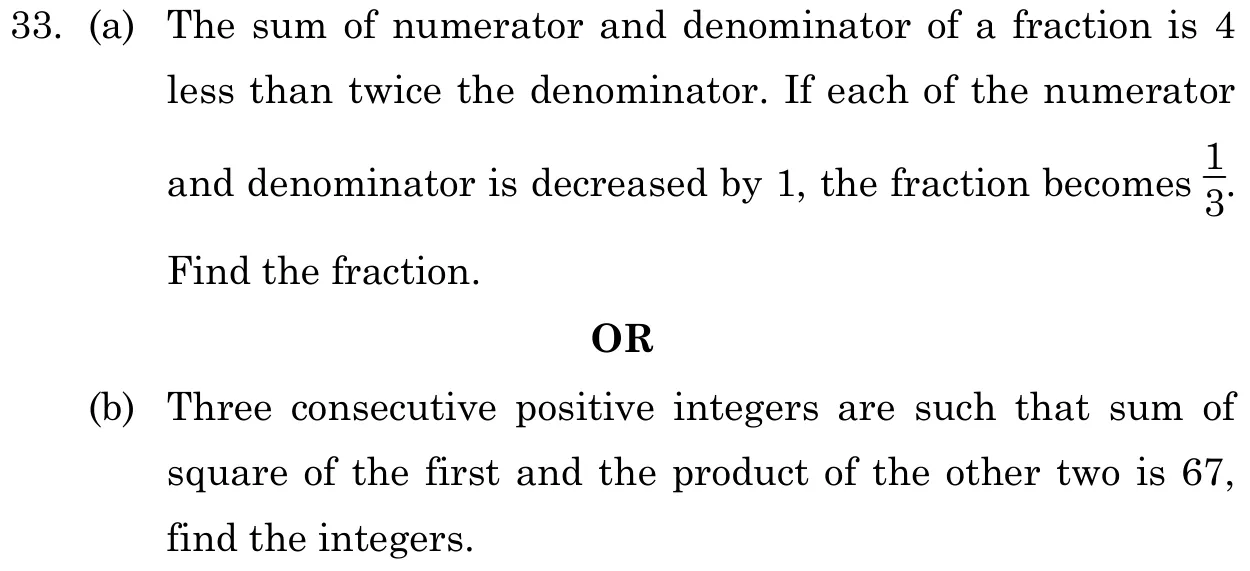 33. (a) The sum of numerator and denominator of a fraction is 4
less than twice the denominator. If each of the numerator
and denominator is decreased by 1, the fraction becomes 1/3.
Find the fraction.
OR
(b) Three consecutive positive integers are such that sum of
square of the first and the product of the other two is 67,
find the integers.